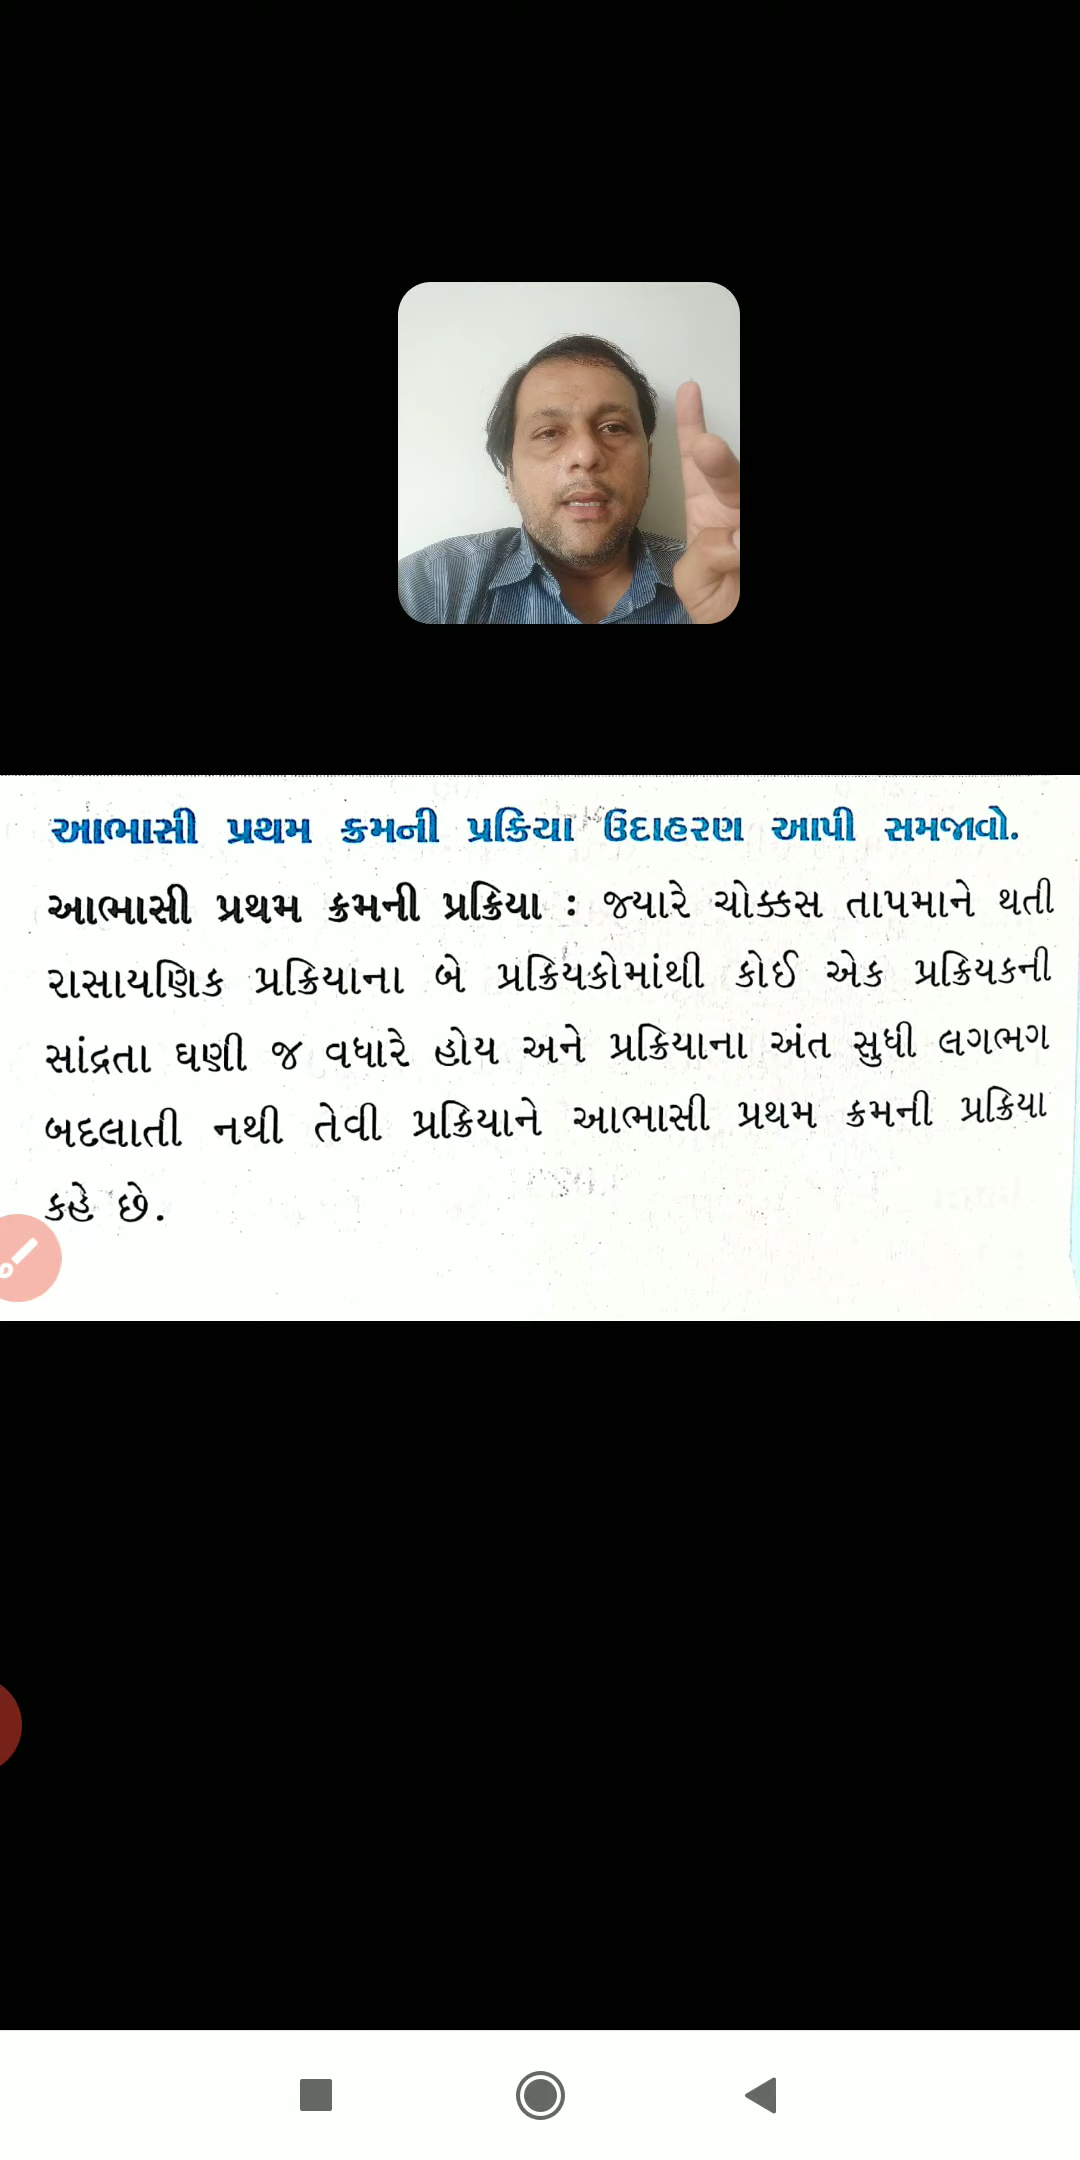 આભાસી પ્રથમ ક્રમની પ્રક્રિયા ઉદાહરણ આપી સમજાવો.
આભાસી પ્રથમ ક્રમની પ્રક્રિયા : જ્યારે ચોક્કસ તાપમાને થતી
રાસાયણિક પ્રક્રિયાના બે પ્રક્રિયકોમાંથી કોઈ એક પ્રક્રિયકની
સાંદ્રતા ઘણી જ વધારે હોય અને પ્રક્રિયાના અંત સુધી લગભગ
બદલાતી નથી તેવી પ્રક્રિયાને આભાસી પ્રથમ ક્રમની પ્રક્રિયા
કહે છે.